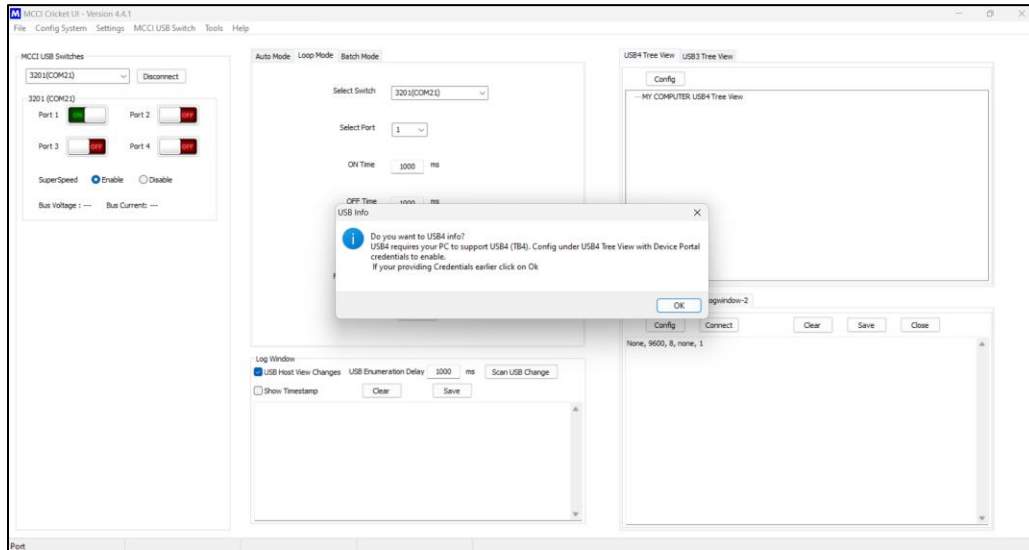 MCCI Cricket UI - Version 4.4.1
File Config System Settings MCCI USB Switch Tools Help
MCCI USB Switches
3201(COM21) Disconnect
3201 (COM21)
Port 1 ON Port 2 OFF
Port 3 OFF Port 4 OFF
SuperSpeed Enable Disable
Bus Voltage : --- Bus Current: ---
Auto Mode Loop Mode Batch Mode
Select Switch 3201(COM21)
Select Port 1
ON Time 1000 ms
OFF Time 1000 ms
USB Info
Do you want to USB4 info?
USB4 requires your PC to support USB4 (TB4). Config under USB4 Tree View with Device Portal
credentials to enable.
If your providing Credentials earlier click on Ok
OK
Log Window
USB Host View Changes USB Enumeration Delay 1000 ms Scan USB Change
Show Timestamp Clear Save
USB4 Tree View USB3 Tree View
Config
MY COMPUTER USB4 Tree View
ogwindow-2
Config Connect Clear Save Close
None, 9600, 8, none, 1
Port